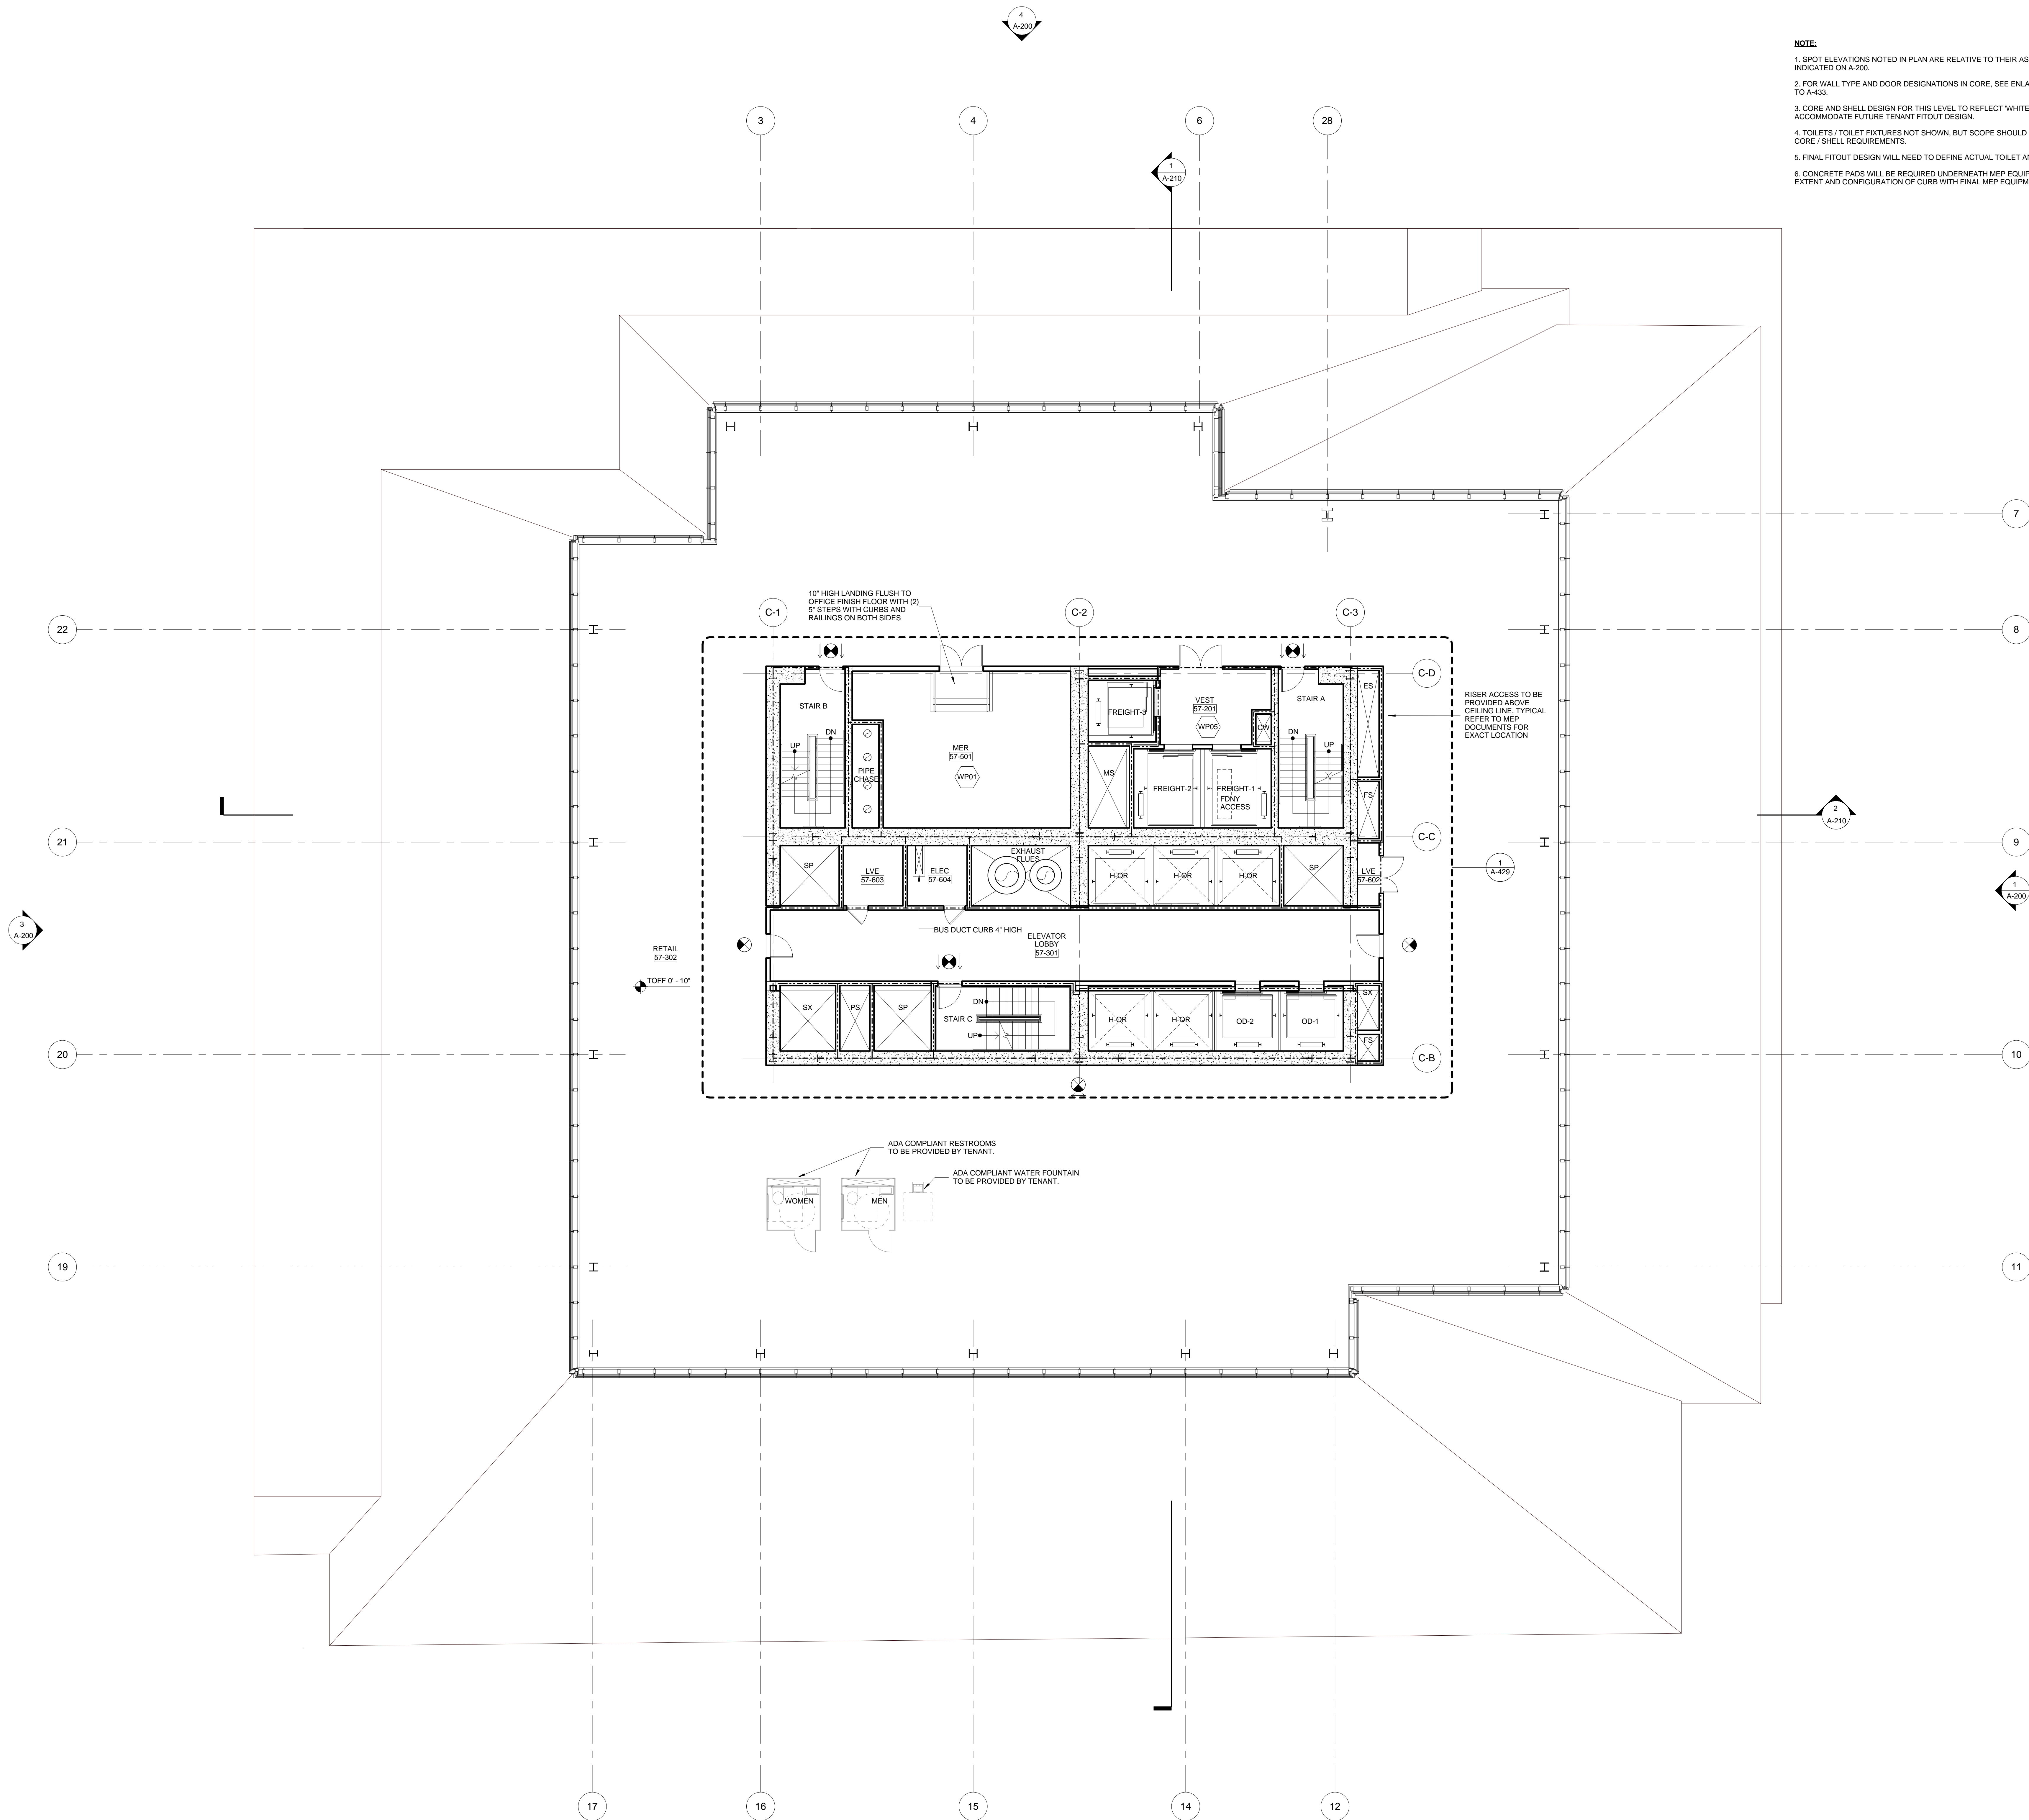 4
A-200
NOTE:
1. SPOT ELEVATIONS NOTED IN PLAN ARE RELATIVE TO THEIR AS
INDICATED ON A-200.
2. FOR WALL TYPE AND DOOR DESIGNATIONS IN CORE, SEE ENLA
TO A-433.
3. CORE AND SHELL DESIGN FOR THIS LEVEL TO REFLECT 'WHITE
ACCOMMODATE FUTURE TENANT FITOUT DESIGN.
4. TOILETS / TOILET FIXTURES NOT SHOWN, BUT SCOPE SHOULD
CORE / SHELL REQUIREMENTS.
5. FINAL FITOUT DESIGN WILL NEED TO DEFINE ACTUAL TOILET A
6. CONCRETE PADS WILL BE REQUIRED UNDERNEATH MEP EQUIP
EXTENT AND CONFIGURATION OF CURB WITH FINAL MEP EQUIPM
3
4
6
28
1
A-210
7
10" HIGH LANDING FLUSH TO
OFFICE FINISH FLOOR WITH (2)
5" STEPS WITH CURBS AND
RAILINGS ON BOTH SIDES
C-1
C-2
C-3
22
8
C-D
STAIR B
DN
UP
PIPE
CHASE
MER
57-501
WP01
FREIGHT-3
VEST
57-201
WP05
CW
STAIR A
DN
UP
ES
RISER ACCESS TO BE
PROVIDED ABOVE
CEILING LINE, TYPICAL
REFER TO MEP
DOCUMENTS FOR
EXACT LOCATION
MS
FREIGHT-2
FREIGHT-1
FDNY
ACCESS
FS
2
A-210
C-C
21
9
SP
LVE
57-603
ELEC
57-604
EXHAUST
FLUES
H-OR
H-OR
H-OR
SP
LVE
57-602
1
A-429
1
A-200
3
A-200
BUS DUCT CURB 4" HIGH
ELEVATOR
LOBBY
57-301
RETAIL
57-302
TOFF 0' - 10"
SX
PS
SP
STAIR C
DN
UP
H-OR
H-OR
OD-2
OD-1
SX
FS
20
C-B
10
ADA COMPLIANT RESTROOMS
TO BE PROVIDED BY TENANT.
ADA COMPLIANT WATER FOUNTAIN
TO BE PROVIDED BY TENANT.
WOMEN
MEN
19
11
17
16
15
14
12